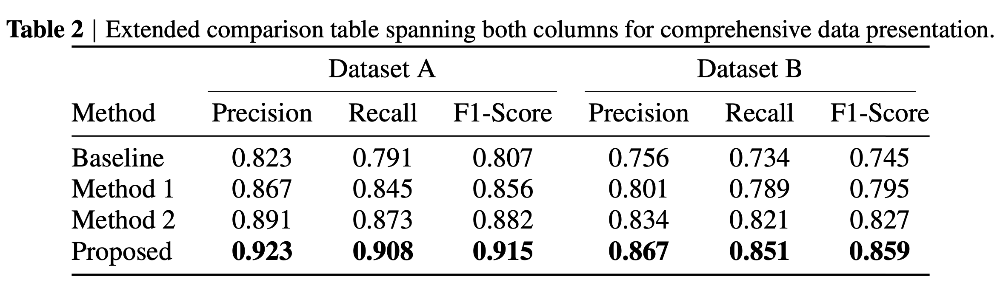 Table 2 | Extended comparison table spanning both columns for comprehensive data presentation.
Dataset A Dataset B
Method Precision Recall F1-Score Precision Recall F1-Score
Baseline 0.823 0.791 0.807 0.756 0.734 0.745
Method 1 0.867 0.845 0.856 0.801 0.789 0.795
Method 2 0.891 0.873 0.882 0.834 0.821 0.827
Proposed 0.923 0.908 0.915 0.867 0.851 0.859